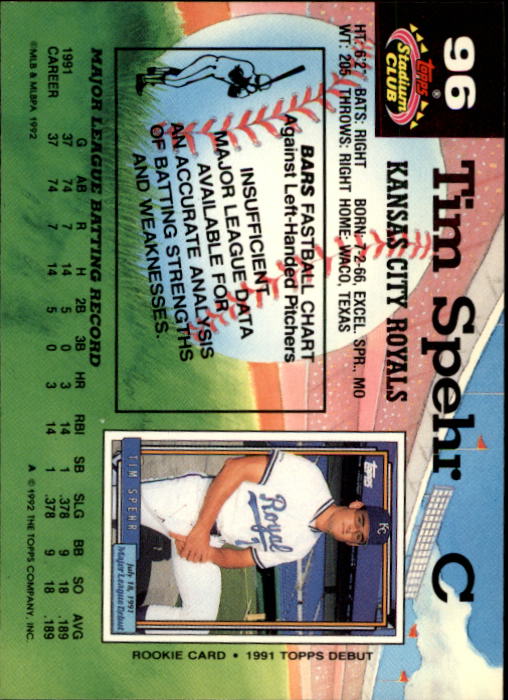 96
TOPPS
Stadium
CLUB
®
Tim Spehr C
KANSAS CITY ROYALS
HT: 6'2" BATS: RIGHT BORN: 7-2-66, EXCEL. SPR., MO
WT: 205 THROWS: RIGHT HOME: WACO, TEXAS
BARS FASTBALL CHART
Against Left-Handed Pitchers
INSUFFICIENT
MAJOR LEAGUE DATA
AVAILABLE FOR
AN ACCURATE ANALYSIS
OF BATTING STRENGTHS
AND WEAKNESSES.
Topps
KC
Royals
TIM SPEHR
July 18, 1991
Major League Debut
ROOKIE CARD • 1991 TOPPS DEBUT
MAJOR LEAGUE BATTING RECORD
G AB R H 2B 3B HR RBI SB SLG BB SO AVG
1991 37 74 7 14 5 0 3 14 1 .378 9 18 .189
CAREER 37 74 7 14 5 0 3 14 1 .378 9 18 .189
© MLB & MLBPA 1992
A © 1992 THE TOPPS COMPANY, INC.